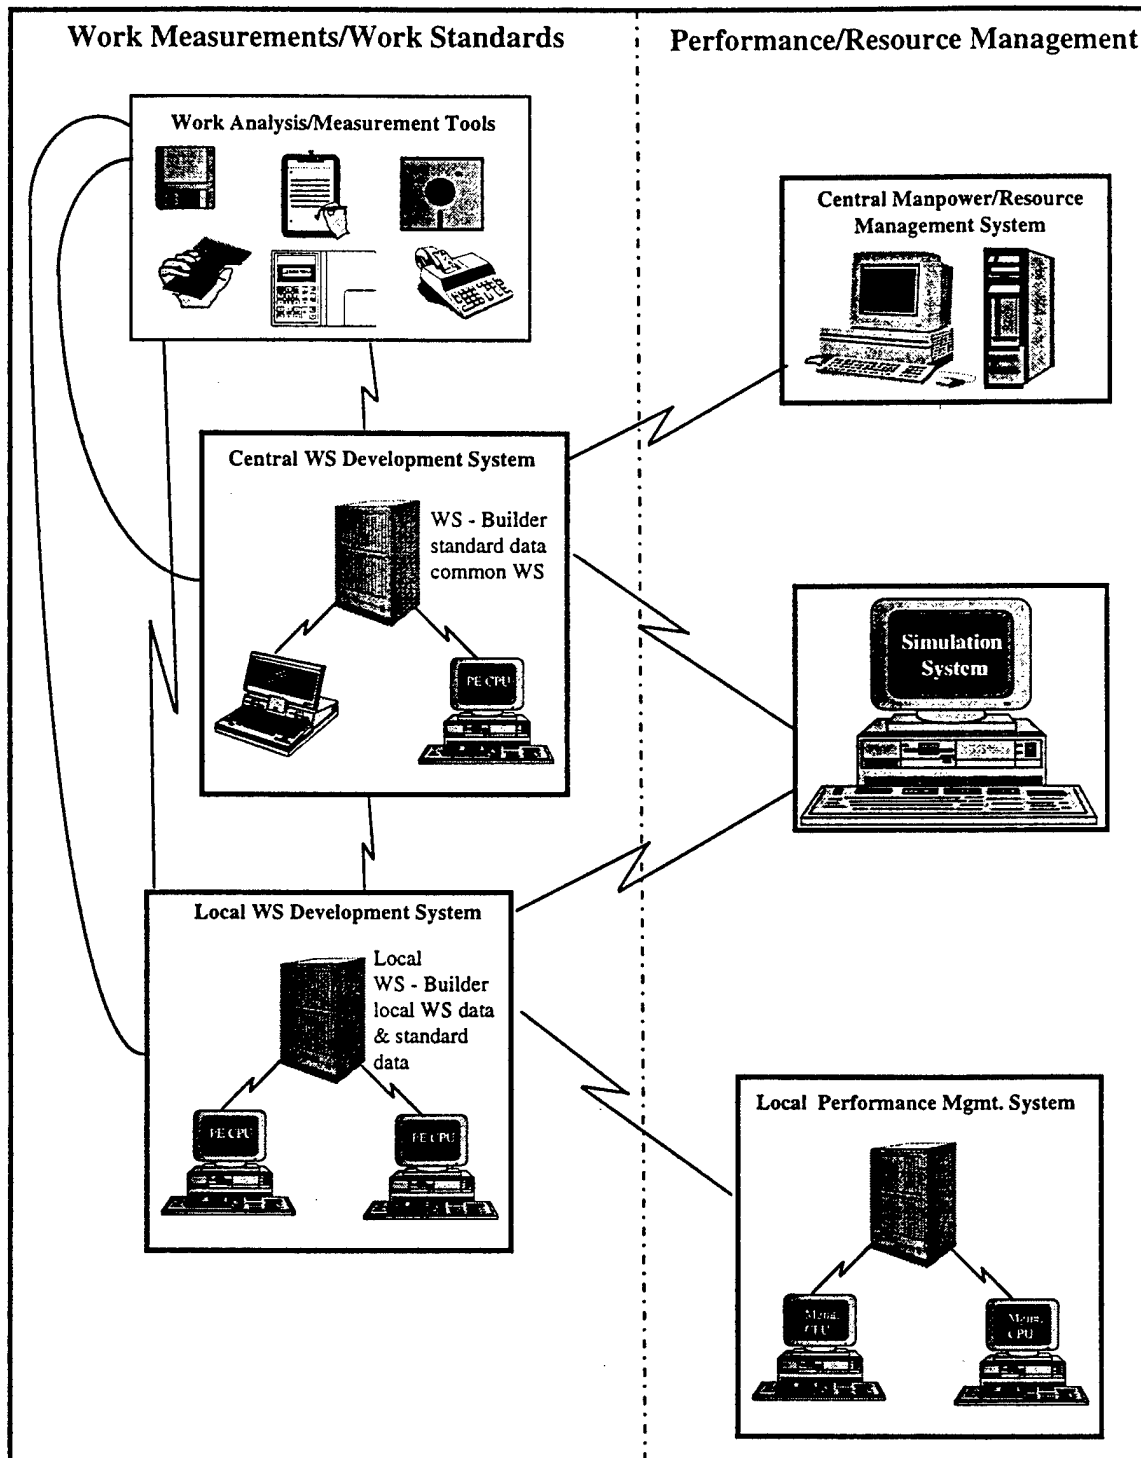 Work Measurements/Work Standards
Performance/Resource Management
Work Analysis/Measurement Tools
Central Manpower/Resource
Management System
Central WS Development System
WS - Builder
standard data
common WS
PE CPU
Simulation
System
Local WS Development System
Local
WS - Builder
local WS data
& standard
data
PE CPU
PE CPU
Local Performance Mgmt. System
CPU
CPU